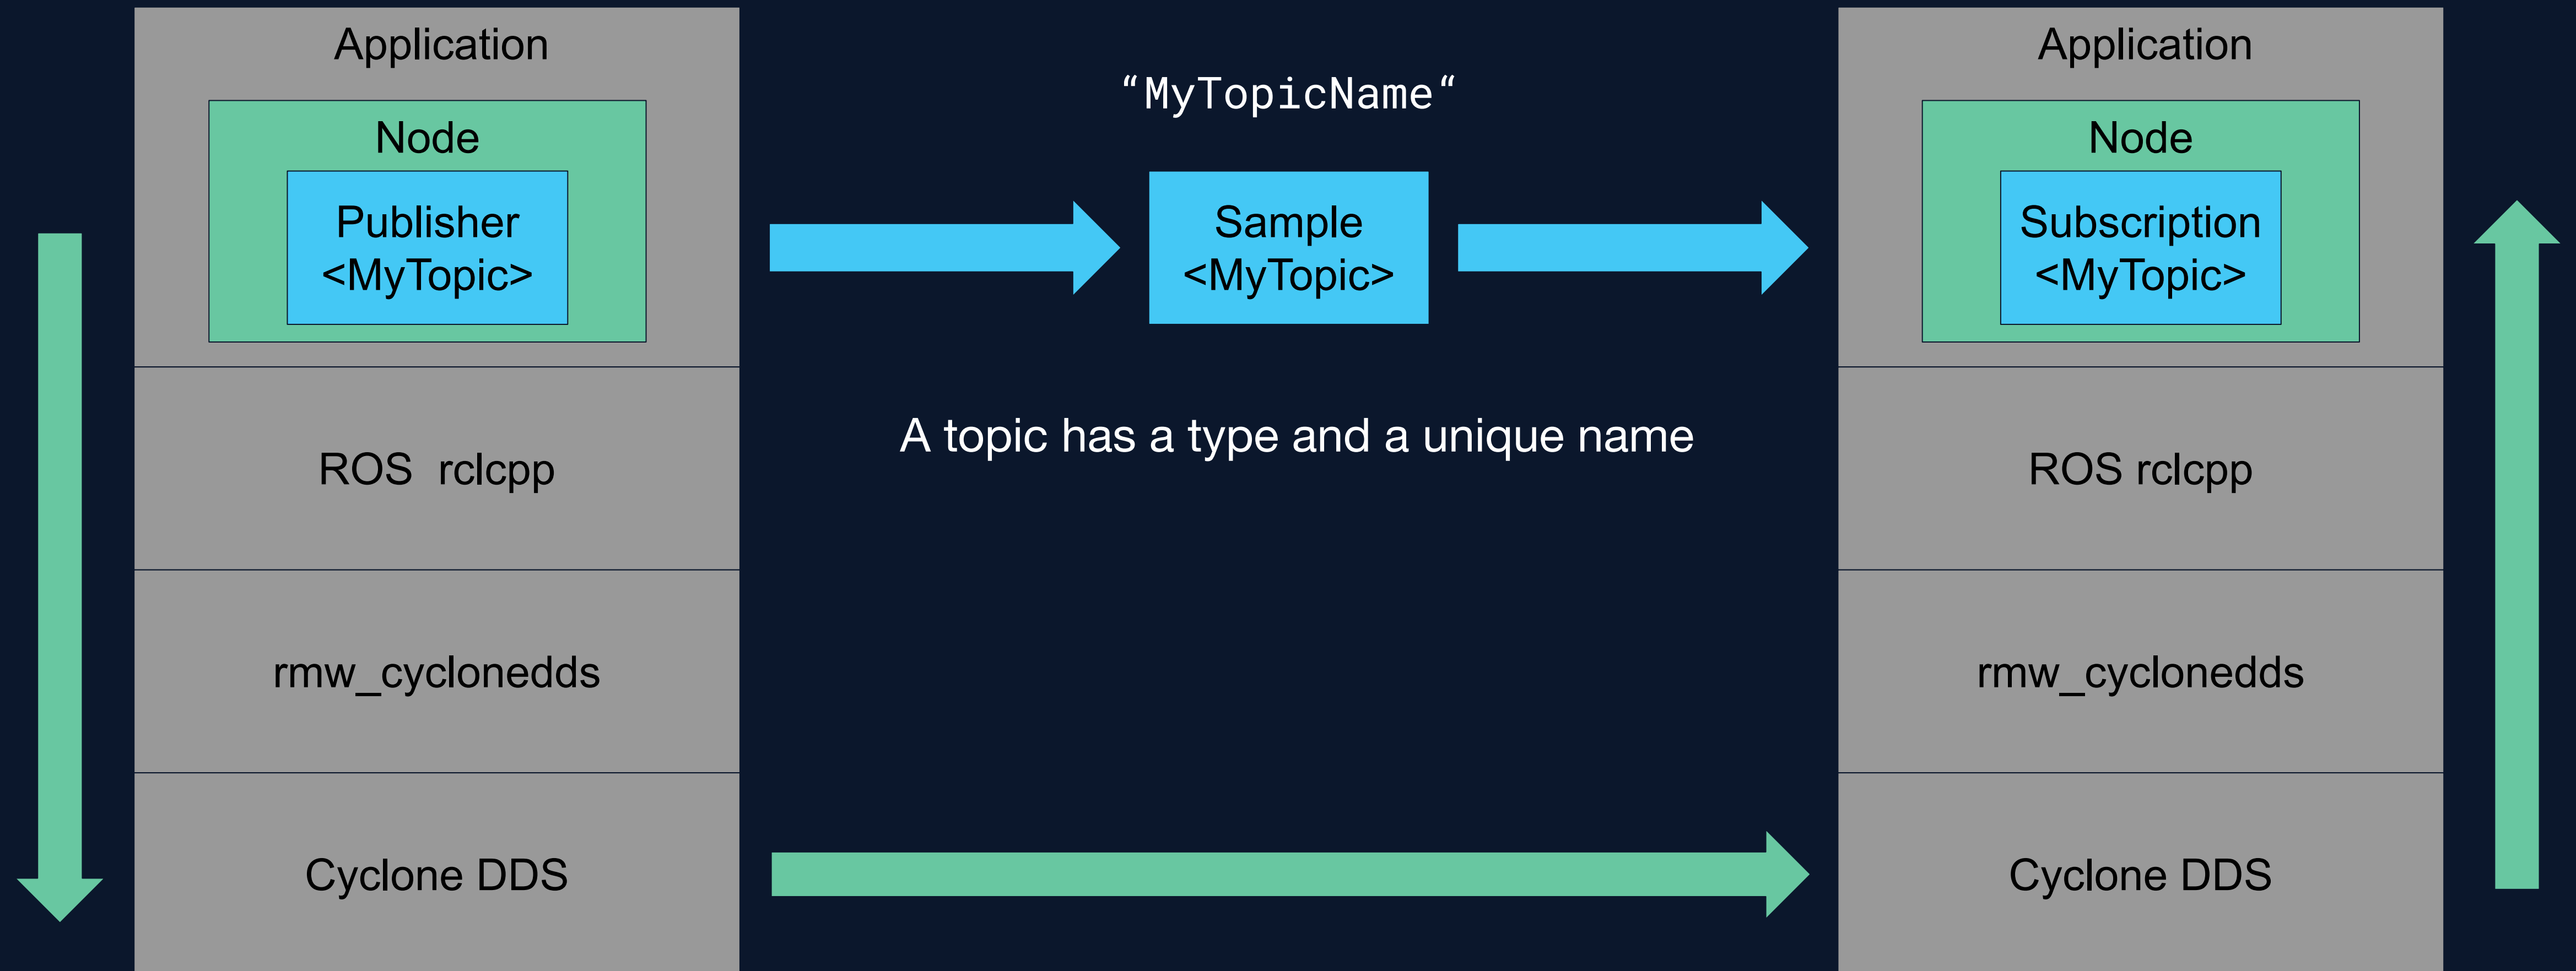 Application
Node
Publisher
<MyTopic>
ROS  rclcpp
rmw_cyclonedds
Cyclone DDS
“MyTopicName“
Sample
<MyTopic>
A topic has a type and a unique name
Application
Node
Subscription
<MyTopic>
ROS rclcpp
rmw_cyclonedds
Cyclone DDS